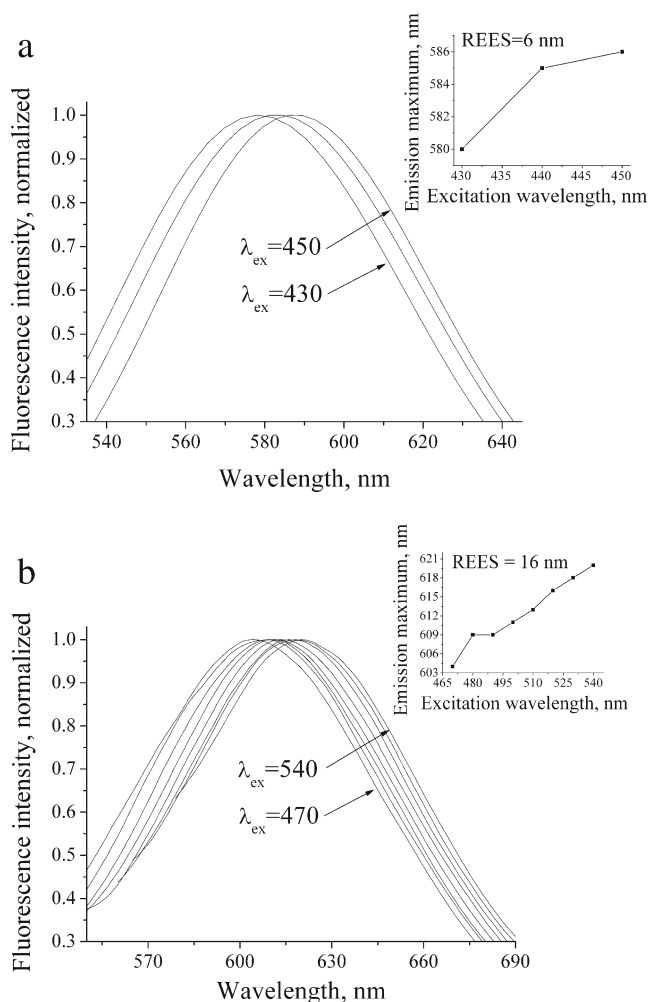 a
Fluorescence intensity, normalized
1.0
0.9
0.8
0.7
0.6
0.5
0.4
0.3
540 560 580 600 620 640
Wavelength, nm
λex=450
λex=430
REES=6 nm
Emission maximum, nm
586
584
582
580
430 435 440 445 450
Excitation wavelength, nm
b
Fluorescence intensity, normalized
1.0
0.9
0.8
0.7
0.6
0.5
0.4
0.3
570 600 630 660 690
Wavelength, nm
λex=540
λex=470
REES = 16 nm
Emission maximum, nm
621
618
615
612
609
606
603
465 480 495 510 525 540
Excitation wavelength, nm